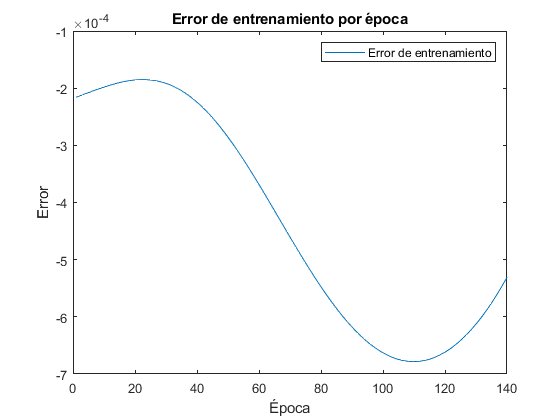 ×10⁻⁴
Error de entrenamiento por época
Error de entrenamiento
-1
-2
-3
-4
-5
-6
-7
Error
0 20 40 60 80 100 120 140
Época